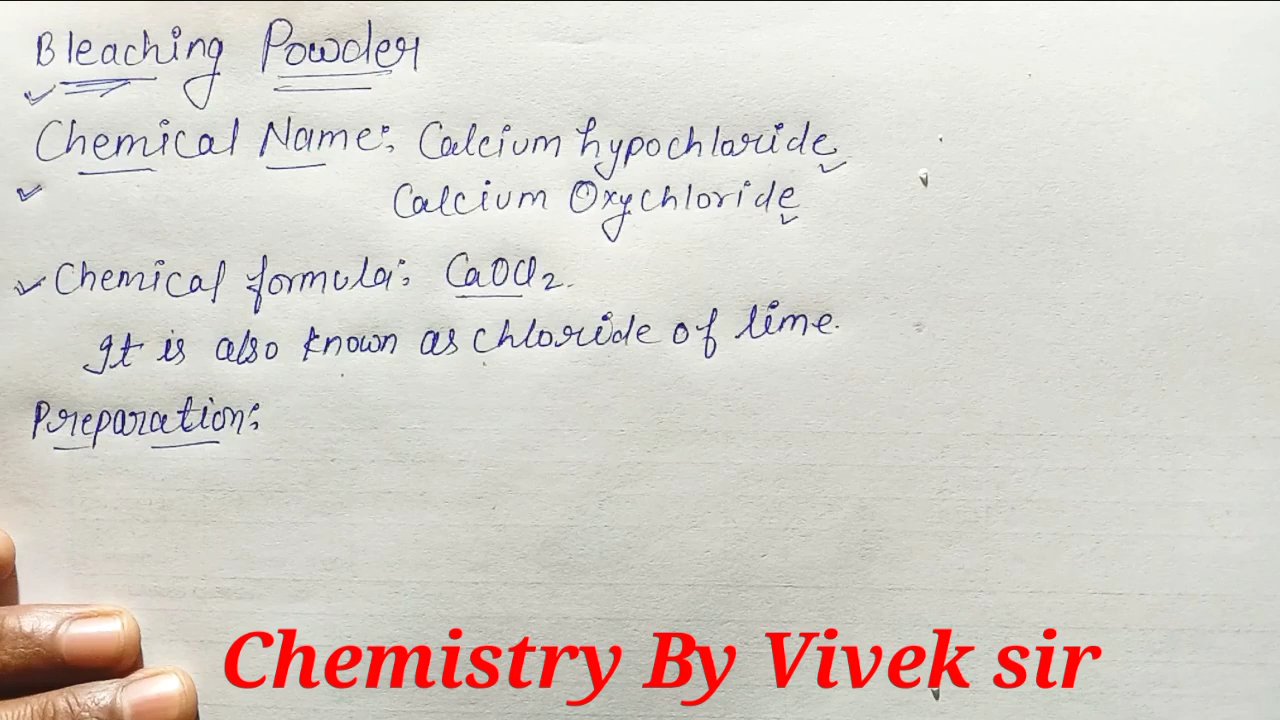 Bleaching Powder
Chemical Name: Calcium hypochloride
Calcium Oxychloride
Chemical formula: CaOCl₂.
It is also known as chloride of lime.
Preparation:
Chemistry By Vivek sir